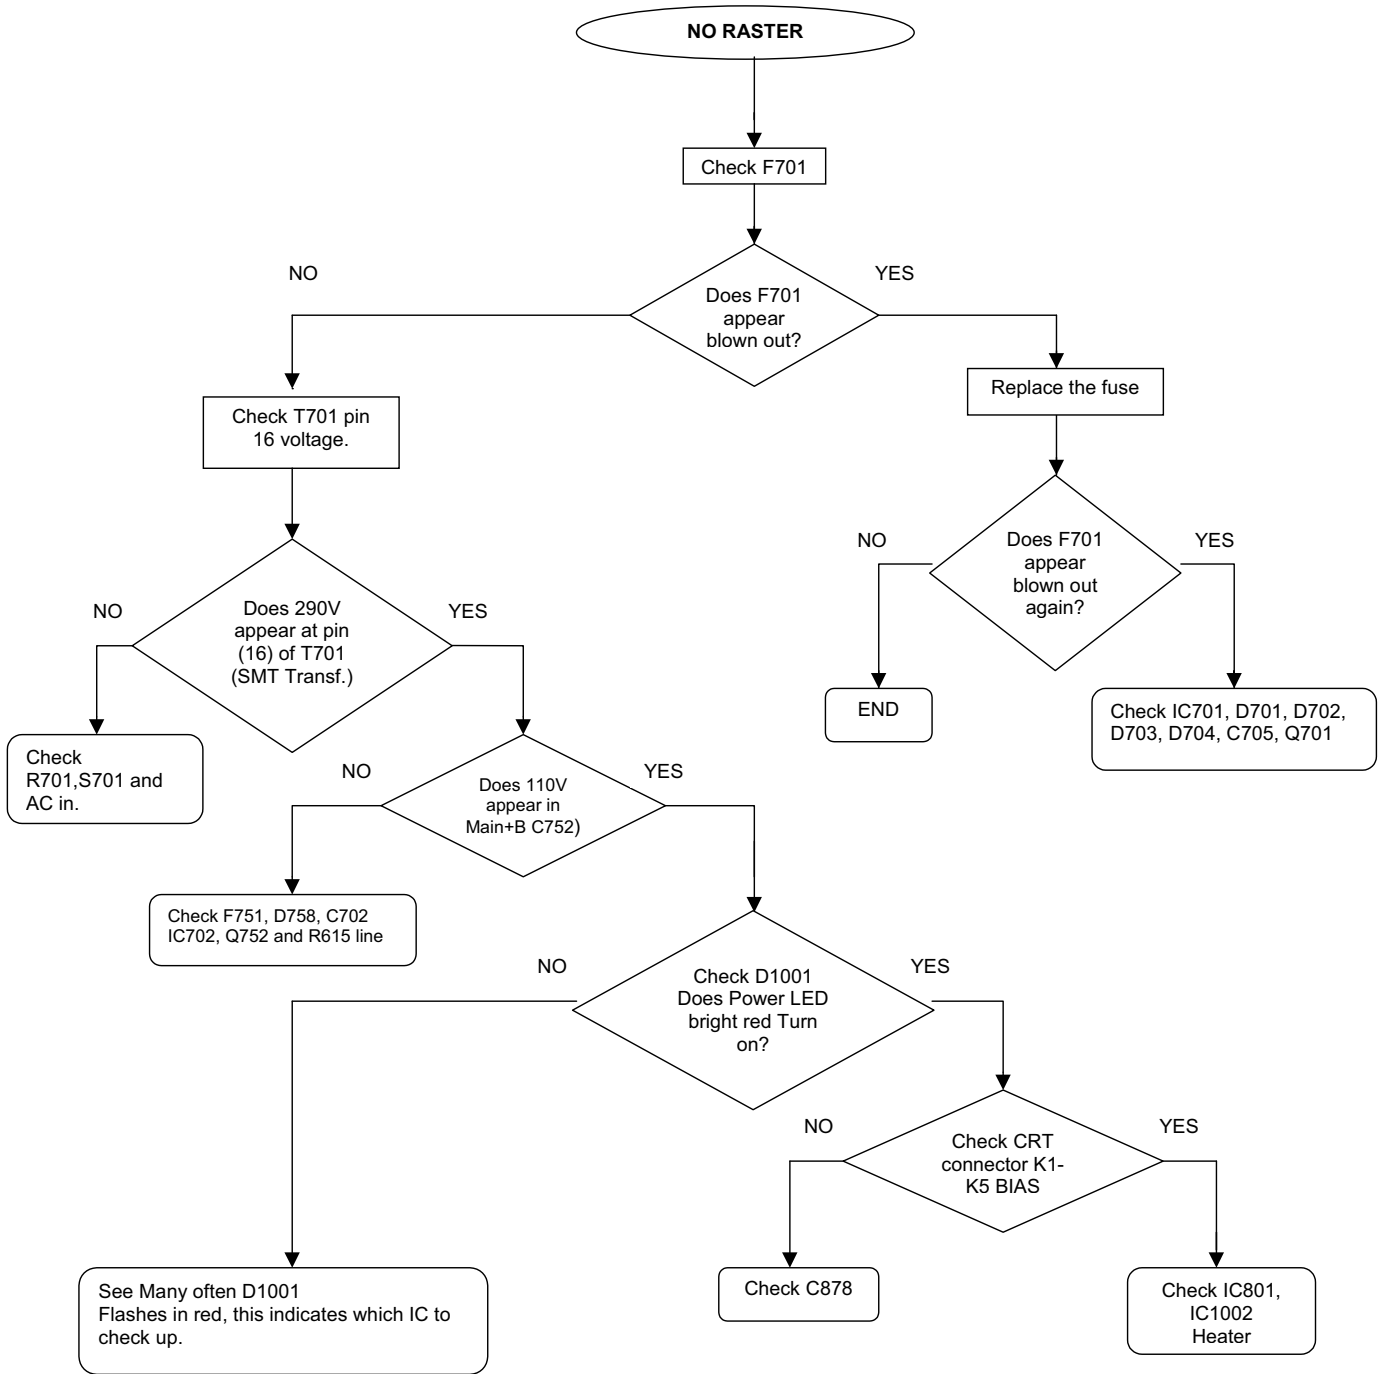 NO RASTER
Check F701
NO
YES
Does F701
appear
blown out?
Check T701 pin
16 voltage.
Replace the fuse
NO
YES
Does F701
appear
blown out
again?
NO
YES
Does 290V
appear at pin
(16) of T701
(SMT Transf.)
END
Check IC701, D701, D702,
D703, D704, C705, Q701
Check
R701,S701 and
AC in.
NO
YES
Does 110V
appear in
Main+B C752)
Check F751, D758, C702
IC702, Q752 and R615 line
NO
YES
Check D1001
Does Power LED
bright red Turn
on?
NO
YES
Check CRT
connector K1-
K5 BIAS
See Many often D1001
Flashes in red, this indicates which IC to
check up.
Check C878
Check IC801,
IC1002
Heater